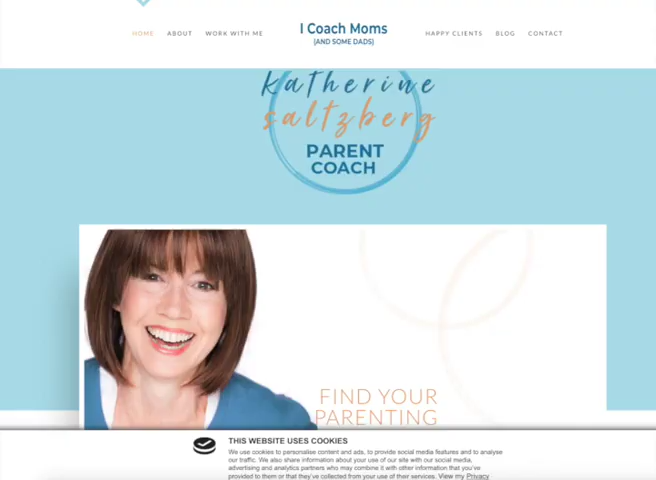 HOME ABOUT WORK WITH ME I Coach Moms HAPPY CLIENTS BLOG CONTACT
(AND SOME DADS)
katherine
saltzberg
PARENT
COACH
FIND YOUR
PARENTING
THIS WEBSITE USES COOKIES
We use cookies to personalise content and ads, to provide social media features and to analyse
our traffic. We also share information about your use of our site with our social media,
advertising and analytics partners who may combine it with other information that you've
provided to them or that they've collected from your use of their services. View my Privacy